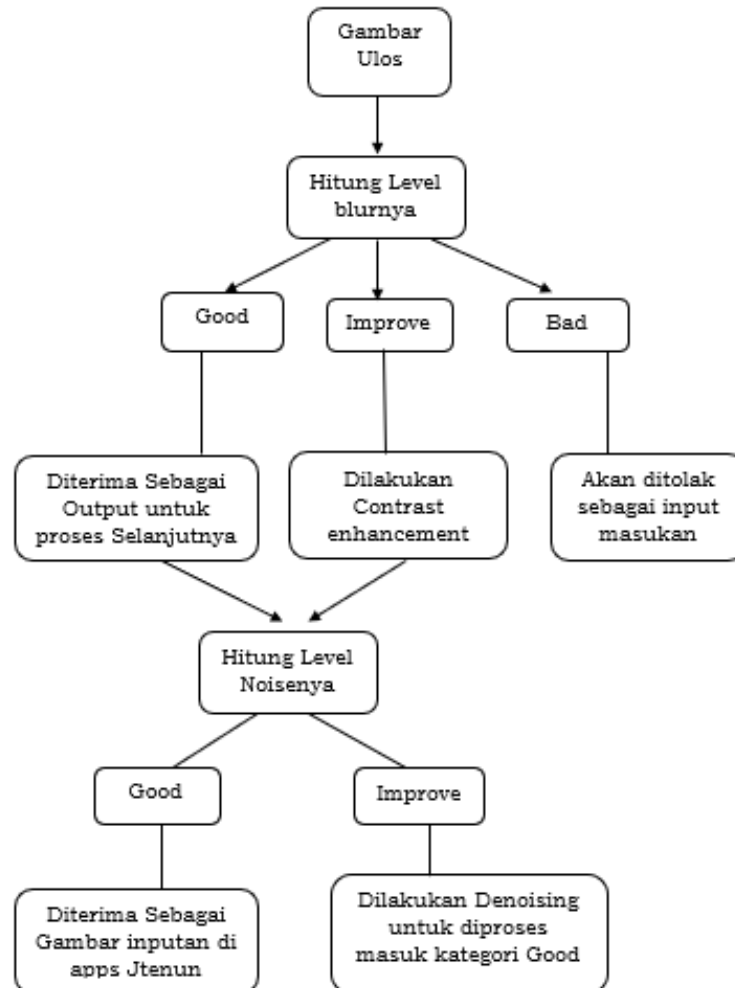 Gambar
Ulos
Hitung Level
blurnya
Good
Improve
Bad
Diterima Sebagai
Output untuk
proses Selanjutnya
Dilakukan
Contrast
enhancement
Akan ditolak
sebagai input
masukan
Hitung Level
Noisenya
Good
Improve
Diterima Sebagai
Gambar inputan di
apps Jtenun
Dilakukan Denoising
untuk diproses
masuk kategori Good